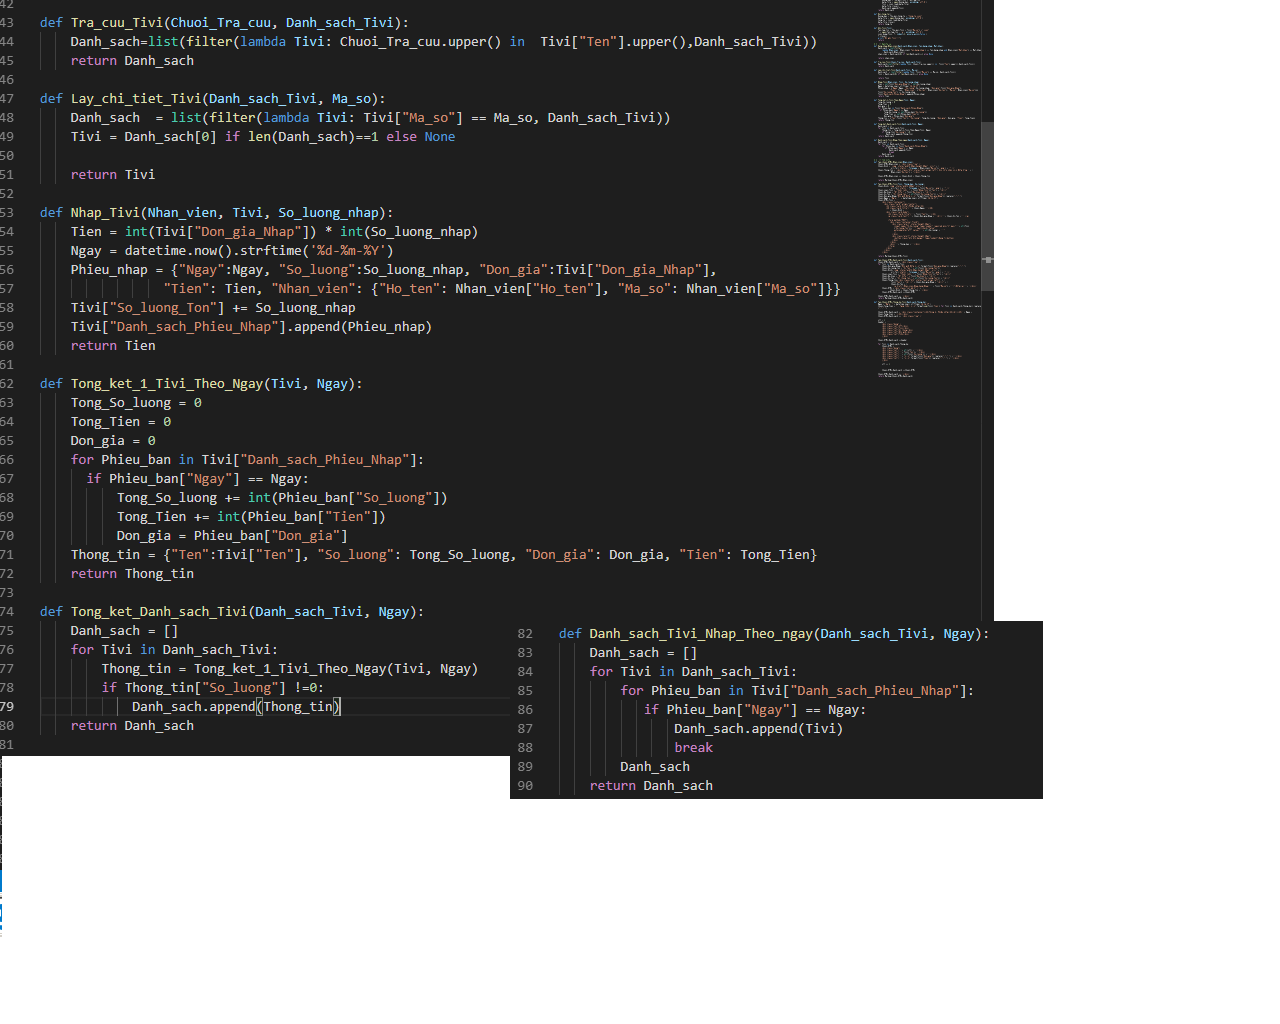 42
43 def Tra_cuu_Tivi(Chuoi_Tra_cuu, Danh_sach_Tivi):
44 Danh_sach=list(filter(lambda Tivi: Chuoi_Tra_cuu.upper() in  Tivi["Ten"].upper(),Danh_sach_Tivi))
45 return Danh_sach
46
47 def Lay_chi_tiet_Tivi(Danh_sach_Tivi, Ma_so):
48 Danh_sach  = list(filter(lambda Tivi: Tivi["Ma_so"] == Ma_so, Danh_sach_Tivi))
49 Tivi = Danh_sach[0] if len(Danh_sach)==1 else None
50
51 return Tivi
52
53 def Nhap_Tivi(Nhan_vien, Tivi, So_luong_nhap):
54 Tien = int(Tivi["Don_gia_Nhap"]) * int(So_luong_nhap)
55 Ngay = datetime.now().strftime('%d-%m-%Y')
56 Phieu_nhap = {"Ngay":Ngay, "So_luong":So_luong_nhap, "Don_gia":Tivi["Don_gia_Nhap"],
57 "Tien": Tien, "Nhan_vien": {"Ho_ten": Nhan_vien["Ho_ten"], "Ma_so": Nhan_vien["Ma_so"]}}
58 Tivi["So_luong_Ton"] += So_luong_nhap
59 Tivi["Danh_sach_Phieu_Nhap"].append(Phieu_nhap)
60 return Tien
61
62 def Tong_ket_1_Tivi_Theo_Ngay(Tivi, Ngay):
63 Tong_So_luong = 0
64 Tong_Tien = 0
65 Don_gia = 0
66 for Phieu_ban in Tivi["Danh_sach_Phieu_Nhap"]:
67 if Phieu_ban["Ngay"] == Ngay:
68 Tong_So_luong += int(Phieu_ban["So_luong"])
69 Tong_Tien += int(Phieu_ban["Tien"])
70 Don_gia = Phieu_ban["Don_gia"]
71 Thong_tin = {"Ten":Tivi["Ten"], "So_luong": Tong_So_luong, "Don_gia": Don_gia, "Tien": Tong_Tien}
72 return Thong_tin
73
74 def Tong_ket_Danh_sach_Tivi(Danh_sach_Tivi, Ngay):
75 Danh_sach = []
76 for Tivi in Danh_sach_Tivi:
77 Thong_tin = Tong_ket_1_Tivi_Theo_Ngay(Tivi, Ngay)
78 if Thong_tin["So_luong"] !=0:
79 Danh_sach.append(Thong_tin)
80 return Danh_sach
81
82 def Danh_sach_Tivi_Nhap_Theo_ngay(Danh_sach_Tivi, Ngay):
83 Danh_sach = []
84 for Tivi in Danh_sach_Tivi:
85 for Phieu_ban in Tivi["Danh_sach_Phieu_Nhap"]:
86 if Phieu_ban["Ngay"] == Ngay:
87 Danh_sach.append(Tivi)
88 break
89 Danh_sach
90 return Danh_sach